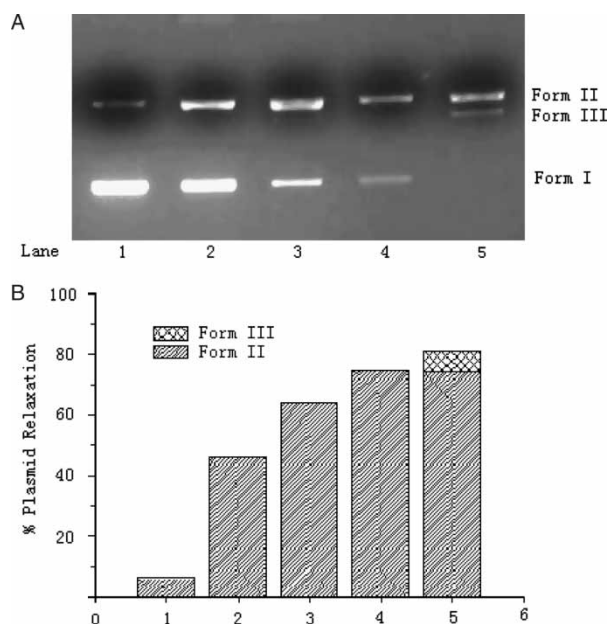 A
Form II
Form III
Form I
Lane 1 2 3 4 5
B
100
80
60
40
20
% Plasmid Relaxation
Form III
Form II
0 1 2 3 4 5 6